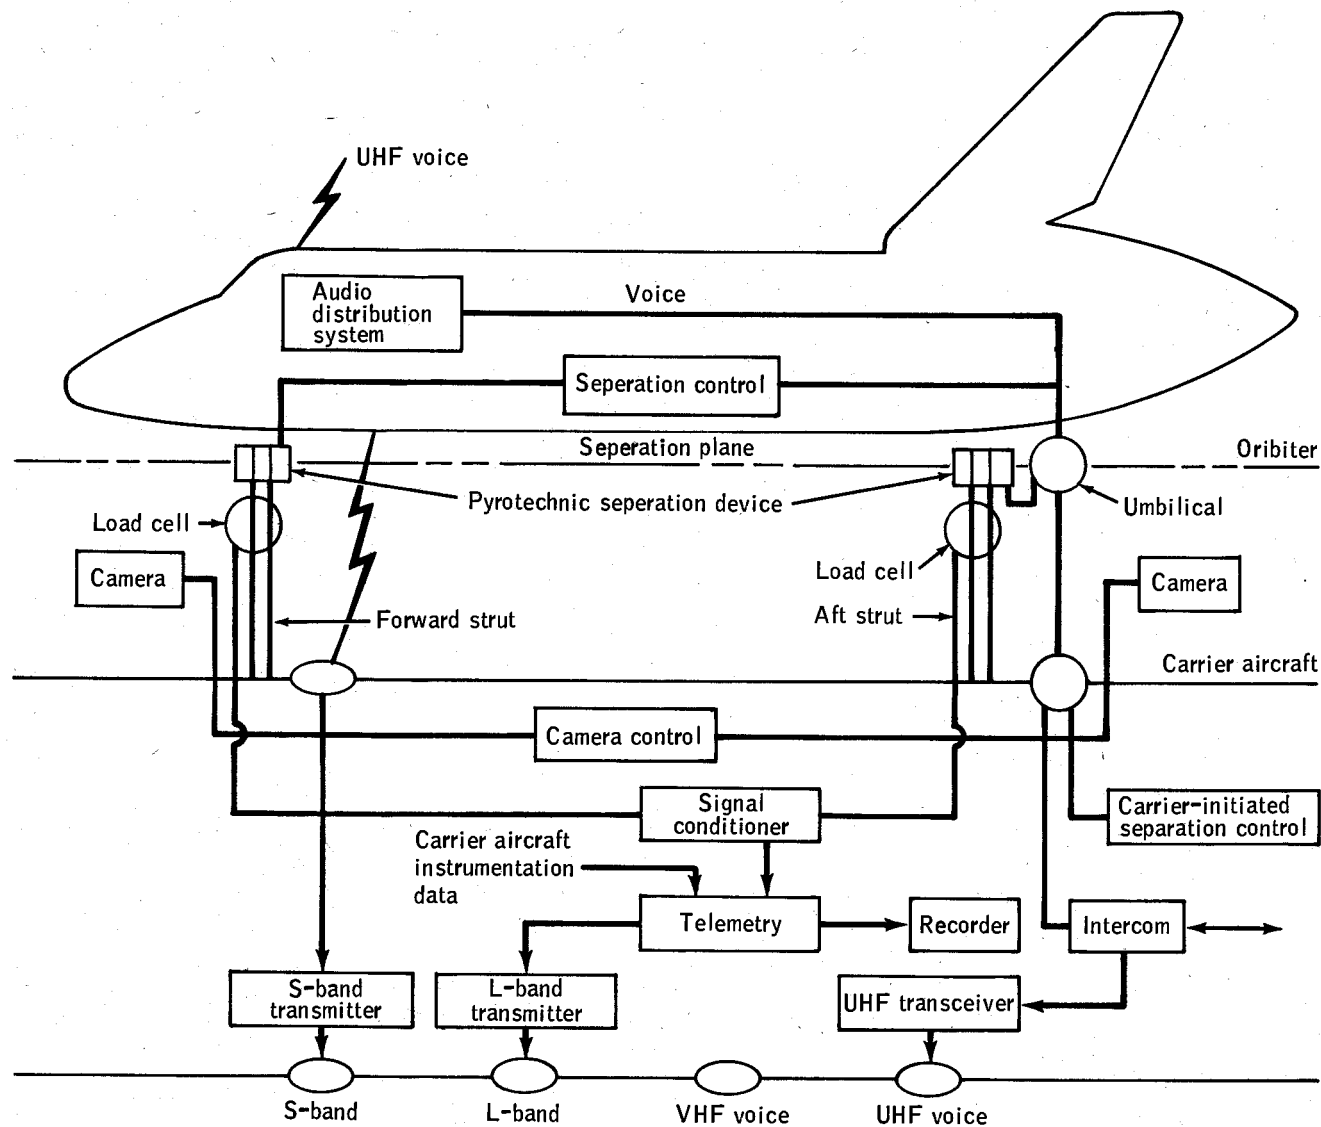 UHF voice
Audio
distribution
system
Voice
Seperation control
Seperation plane
Oribiter
Pyrotechnic seperation device
Umbilical
Load cell
Load cell
Camera
Camera
Forward strut
Aft strut
Carrier aircraft
Camera control
Signal
conditioner
Carrier-initiated
separation control
Carrier aircraft
instrumentation
data
Telemetry
Recorder
Intercom
S-band
transmitter
L-band
transmitter
UHF transceiver
S-band
L-band
VHF voice
UHF voice